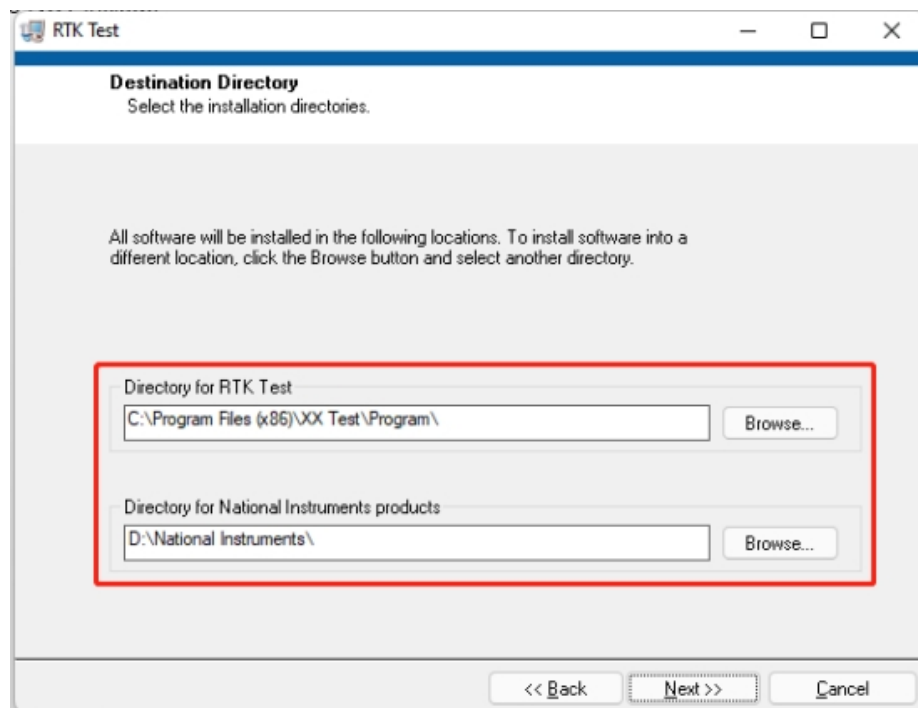 RTK Test
Destination Directory
Select the installation directories.
All software will be installed in the following locations. To install software into a
different location, click the Browse button and select another directory.
Directory for RTK Test
C:\Program Files (x86)\XX Test\Program\
Browse...
Directory for National Instruments products
D:\National Instruments\
Browse...
<< Back
Next >>
Cancel